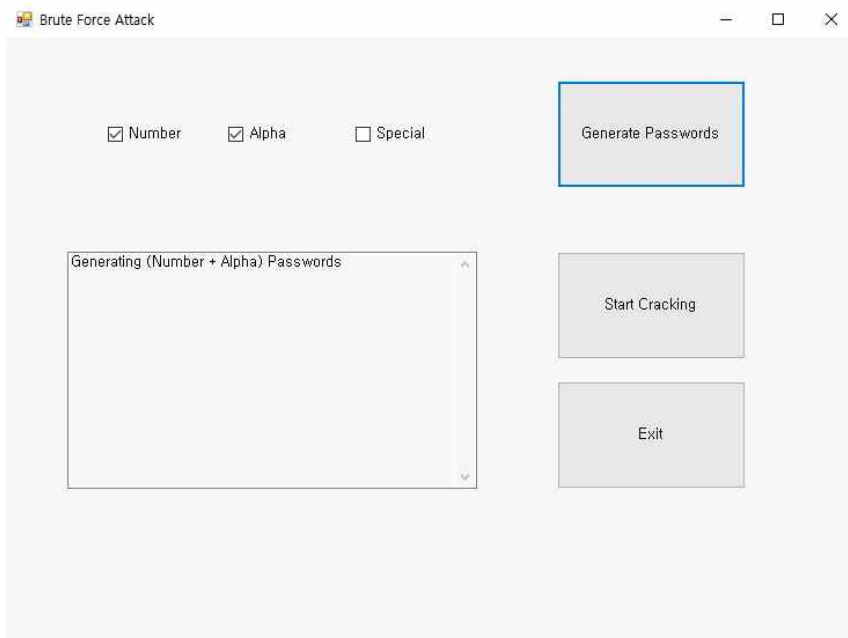 Brute Force Attack
Number Alpha Special
Generate Passwords
Generating (Number + Alpha) Passwords
Start Cracking
Exit